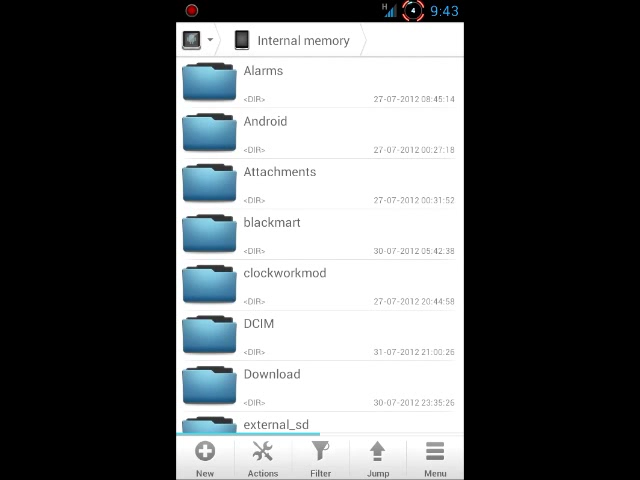 H 4 9:43
Internal memory
Alarms
<DIR> 27-07-2012 08:45:14
Android
<DIR> 27-07-2012 00:27:18
Attachments
<DIR> 27-07-2012 00:31:52
blackmart
<DIR> 30-07-2012 05:42:38
clockworkmod
<DIR> 27-07-2012 20:44:58
DCIM
<DIR> 31-07-2012 21:00:26
Download
<DIR> 30-07-2012 23:35:26
external_sd
New Actions Filter Jump Menu